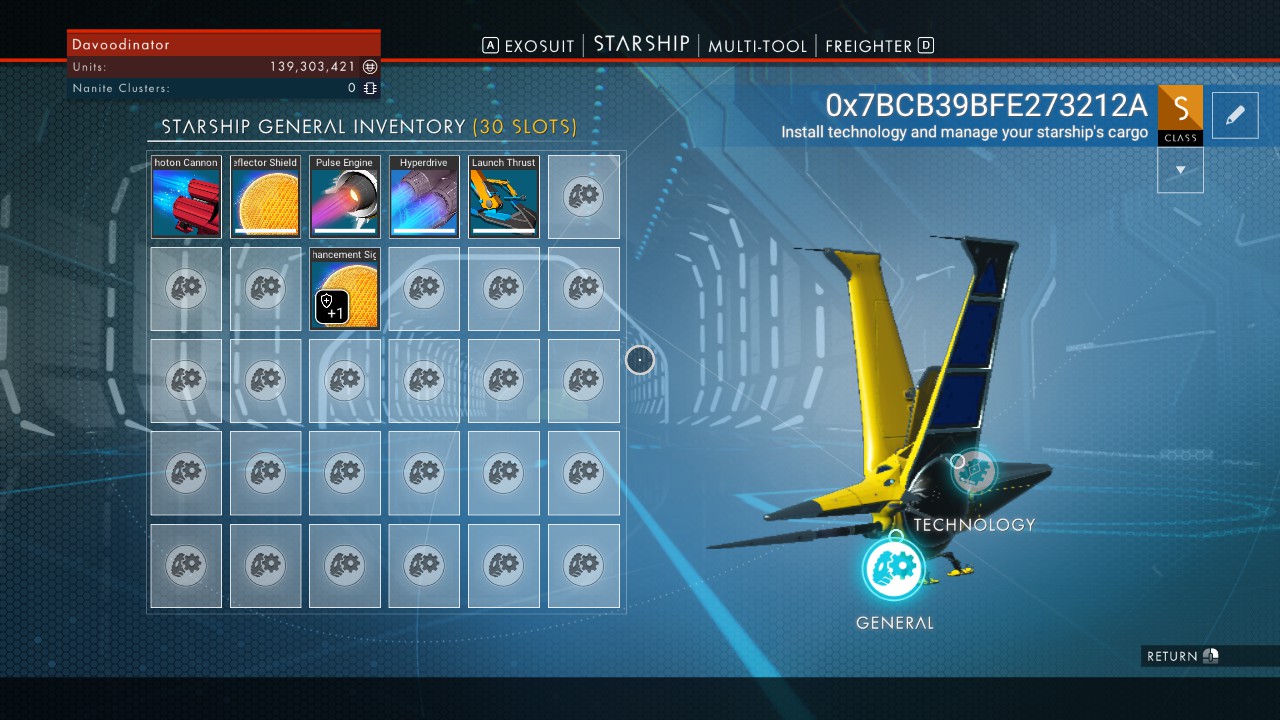 Davoodinator
Units: 139,303,421
Nanite Clusters: 0
A EXOSUIT STARSHIP MULTI-TOOL FREIGHTER D
0x7BCB39BFE273212A
Install technology and manage your starship's cargo
S
CLASS
STARSHIP GENERAL INVENTORY (30 SLOTS)
hoton Cannon eflector Shield Pulse Engine Hyperdrive Launch Thrust
hancement Sig
+1
TECHNOLOGY
GENERAL
RETURN